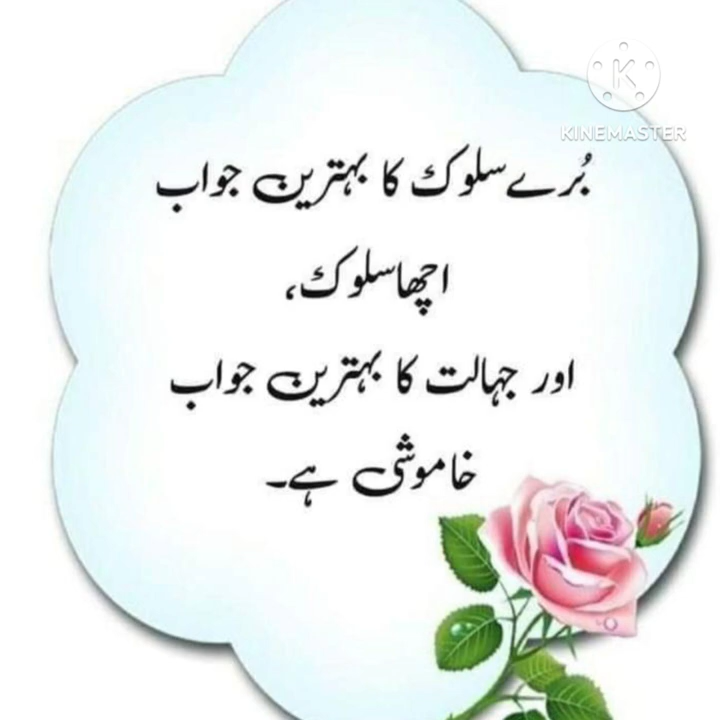 KINEMASTER
بُرے سلوک کا بہترین جواب
اچھا سلوک،
اور جہالت کا بہترین جواب
خاموشی ہے۔